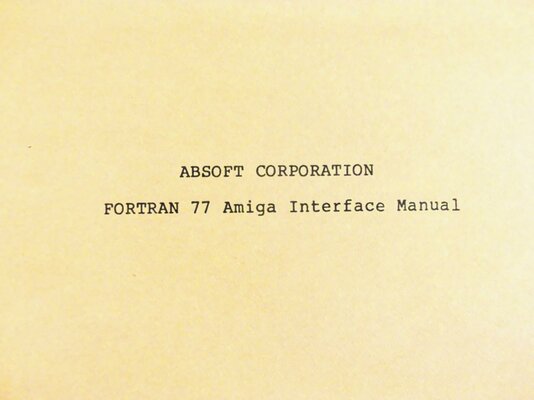 ABSOFT CORPORATION
FORTRAN 77 Amiga Interface Manual